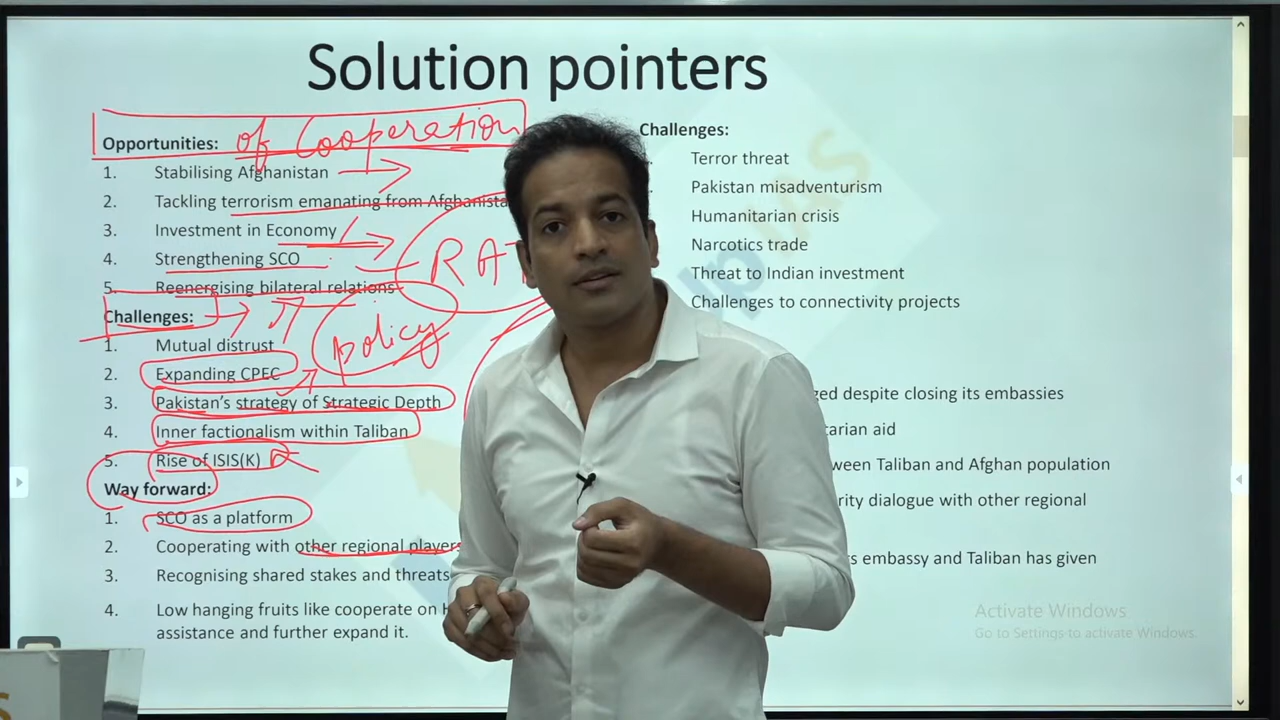 Solution pointers
Opportunities: of Cooperation
1. Stabilising Afghanistan
2. Tackling terrorism emanating from
3. Investment in Economy
4. Strengthening SCO
5. Reenergising bilateral relations
Challenges:
1. Mutual distrust
2. Expanding CPEC
3. Pakistan's strategy of Strategic Depth
4. Inner factionalism within Taliban
5. Rise of ISIS(K)
policy
Way forward:
1. SCO as a platform
2. Cooperating with other regional players
3. Recognising shared stakes and threats
4. Low hanging fruits like cooperate on
assistance and further expand it.
Challenges:
Terror threat
Pakistan misadventurism
Humanitarian crisis
Narcotics trade
Threat to Indian investment
Challenges to connectivity projects
despite closing its embassies
aid
Taliban and Afghan population
dialogue with other regional
embassy and Taliban has given
Activate Windows
Go to Settings to activate Windows.